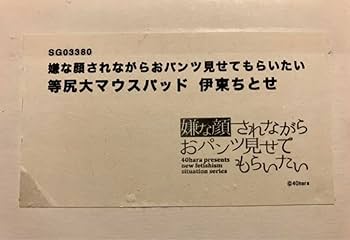 SG03380
嫌な顔されながらおパンツ見せてもらいたい
等尻大マウスパッド 伊東ちとせ
嫌な顔されながら
おパンツ見せて
もらいたい
40hara presents
new fetishism
situation series
©40hara